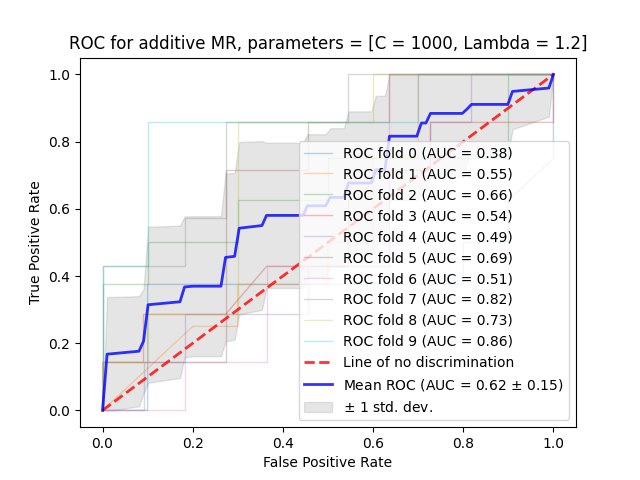 ROC for additive MR, parameters = [C = 1000, Lambda = 1.2]
True Positive Rate
1.0
0.8
0.6
0.4
0.2
0.0
ROC fold 0 (AUC = 0.38)
ROC fold 1 (AUC = 0.55)
ROC fold 2 (AUC = 0.66)
ROC fold 3 (AUC = 0.54)
ROC fold 4 (AUC = 0.49)
ROC fold 5 (AUC = 0.69)
ROC fold 6 (AUC = 0.51)
ROC fold 7 (AUC = 0.82)
ROC fold 8 (AUC = 0.73)
ROC fold 9 (AUC = 0.86)
Line of no discrimination
Mean ROC (AUC = 0.62 ± 0.15)
± 1 std. dev.
0.0 0.2 0.4 0.6 0.8 1.0
False Positive Rate